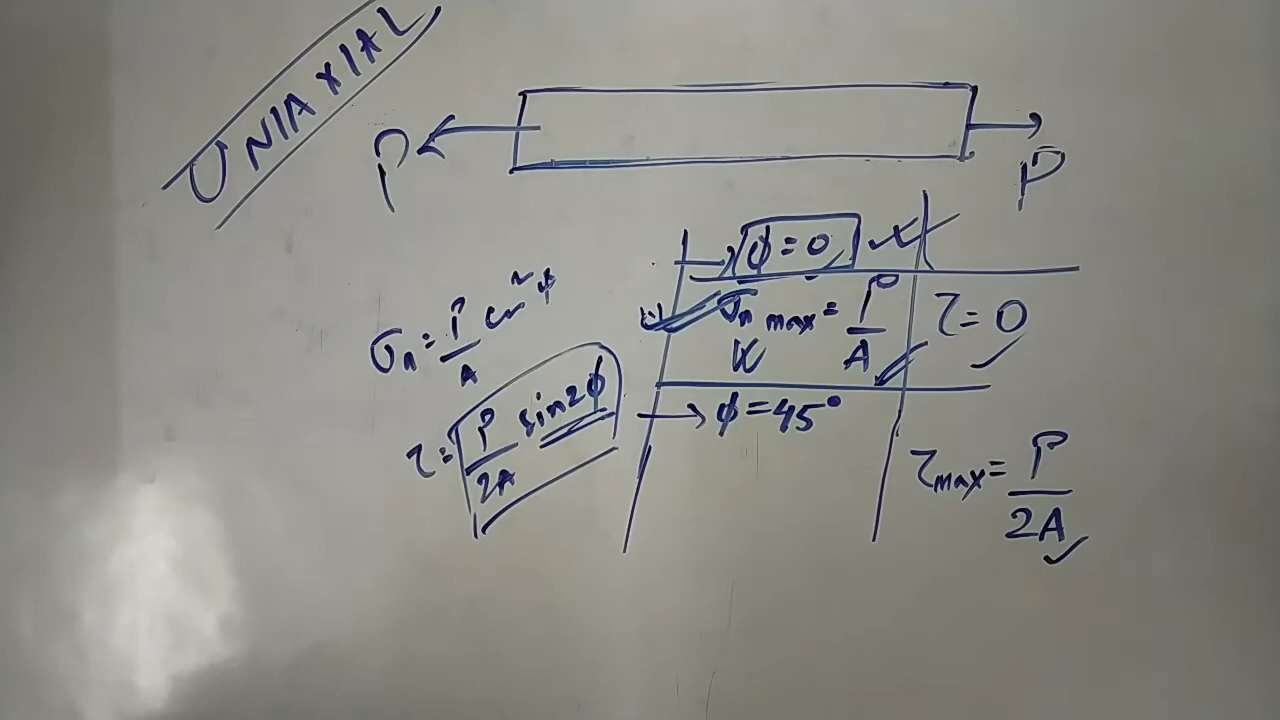 UNIAXIAL
P
P
ϕ = 0
σn = P/A cos²ϕ
σn max = P/A
τ = 0
τ = P/2A sin2ϕ
ϕ = 45°
τmax = P/2A